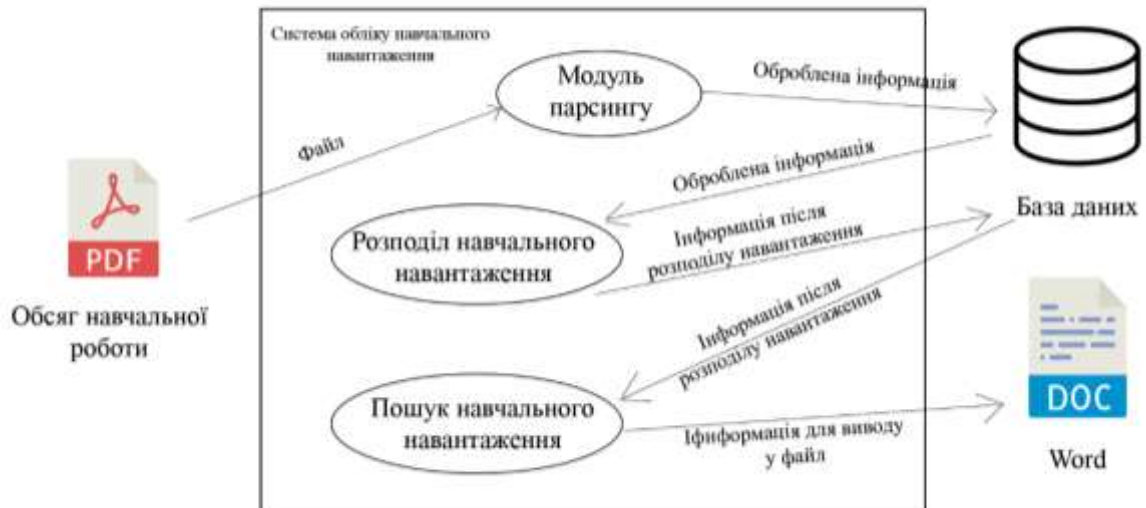 Система обліку навчального
навантаження
Модуль
парсингу
Оброблена інформація
Файл
Оброблена інформація
PDF
Обсяг навчальної
роботи
Розподіл навчального
навантаження
Інформація після
розподілу навантаження
База даних
Інформація після
розподілу навантаження
Пошук навчального
навантаження
Іфнформація для виводу
у файл
DOC
Word